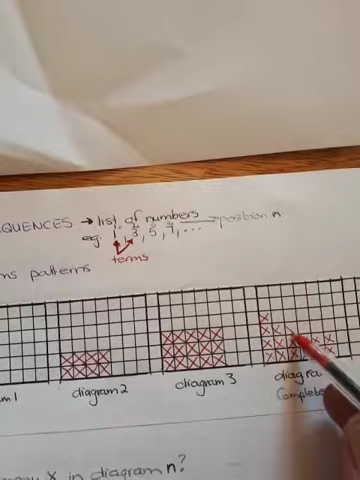 QUENCES → list of numbers → position n
eg. 1, 3, 5, 7, ...
terms
ns patterns
m1 diagram 2 diagram 3 diagra
Complete
x in diagram n?